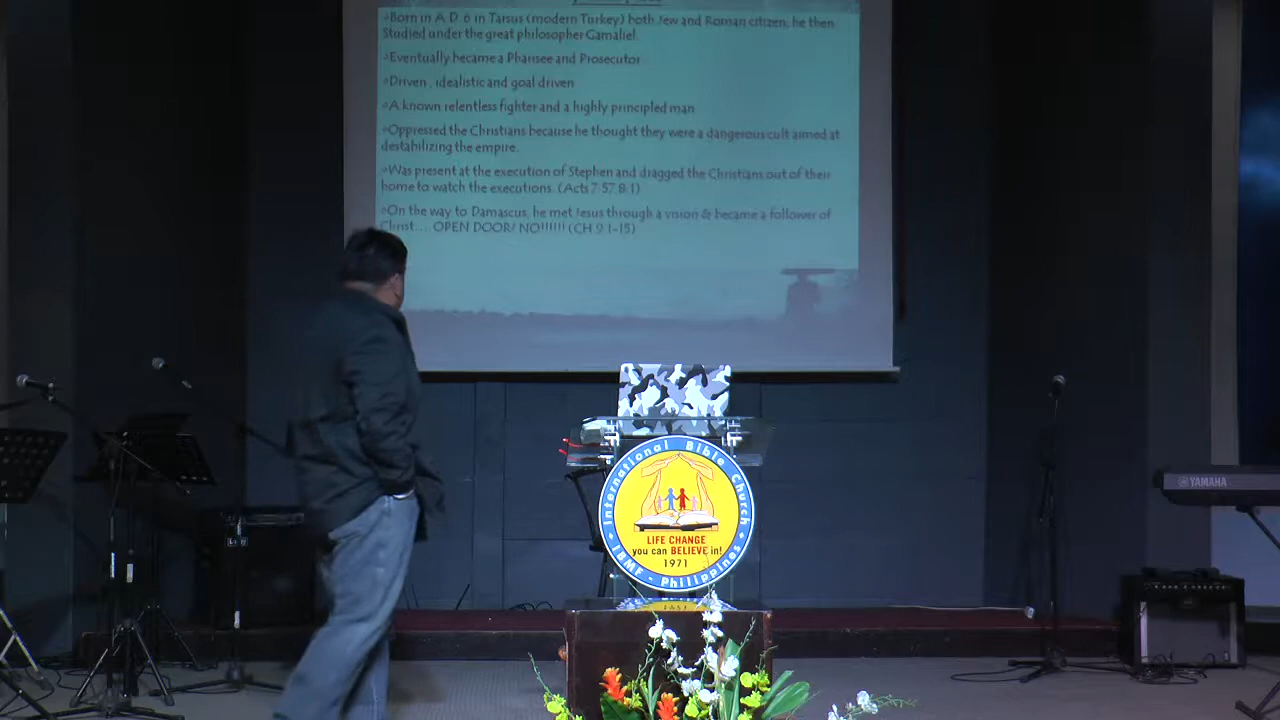 Born in A.D. 6 in Tarsus (modern Turkey) both Jew and Roman citizen, he then
Studied under the great philosopher Gamaliel.
Eventually became a Pharisee and Prosecutor
Driven , idealistic and goal driven
A known relentless fighter and a highly principled man
Oppressed the Christians because he thought they were a dangerous cult aimed at
destabilizing the empire.
Was present at the execution of Stephen and dragged the Christians out of their
home to watch the executions. (Acts 7:57,8:1)
On the way to Damascus, he met Jesus through a vision & became a follower of
Christ.... OPEN DOOR? NO!!!!!! (CH 9:1-15)
International Bible Church
LIFE CHANGE
you can BELIEVE in!
1971
IBMF - Philippines
YAMAHA